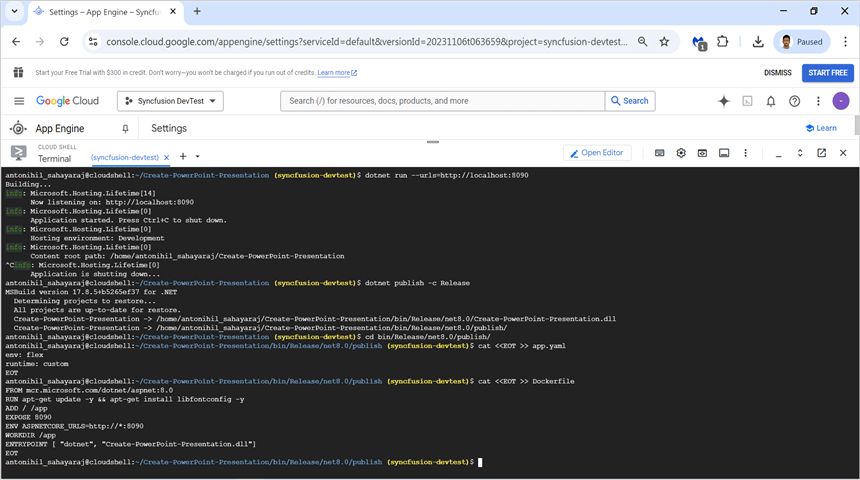 Settings – App Engine – Syncfus
console.cloud.google.com/appengine/settings?serviceId=default&versionId=20231106t063659&project=syncfusion-devtest...
1
Paused
Start your Free Trial with $300 in credit. Don't worry—you won't be charged if you run out of credits. Learn more
DISMISS
START FREE
Google Cloud
Syncfusion DevTest
Search (/) for resources, docs, products, and more
Search
App Engine
Settings
Learn
CLOUD SHELL
Terminal
(syncfusion-devtest)
Open Editor
antonihil_sahayaraj@cloudshell:~/Create-PowerPoint-Presentation (syncfusion-devtest)$ dotnet run --urls=http://localhost:8090
Building...
info: Microsoft.Hosting.Lifetime[14]
Now listening on: http://localhost:8090
info: Microsoft.Hosting.Lifetime[0]
Application started. Press Ctrl+C to shut down.
info: Microsoft.Hosting.Lifetime[0]
Hosting environment: Development
info: Microsoft.Hosting.Lifetime[0]
Content root path: /home/antonihil_sahayaraj/Create-PowerPoint-Presentation
^Cinfo: Microsoft.Hosting.Lifetime[0]
Application is shutting down...
antonihil_sahayaraj@cloudshell:~/Create-PowerPoint-Presentation (syncfusion-devtest)$ dotnet publish -c Release
MSBuild version 17.8.5+b5265ef37 for .NET
Determining projects to restore...
All projects are up-to-date for restore.
Create-PowerPoint-Presentation -> /home/antonihil_sahayaraj/Create-PowerPoint-Presentation/bin/Release/net8.0/Create-PowerPoint-Presentation.dll
Create-PowerPoint-Presentation -> /home/antonihil_sahayaraj/Create-PowerPoint-Presentation/bin/Release/net8.0/publish/
antonihil_sahayaraj@cloudshell:~/Create-PowerPoint-Presentation (syncfusion-devtest)$ cd bin/Release/net8.0/publish/
antonihil_sahayaraj@cloudshell:~/Create-PowerPoint-Presentation/bin/Release/net8.0/publish (syncfusion-devtest)$ cat <<EOT >> app.yaml
env: flex
runtime: custom
EOT
antonihil_sahayaraj@cloudshell:~/Create-PowerPoint-Presentation/bin/Release/net8.0/publish (syncfusion-devtest)$ cat <<EOT >> Dockerfile
FROM mcr.microsoft.com/dotnet/aspnet:8.0
RUN apt-get update -y && apt-get install libfontconfig -y
ADD / /app
EXPOSE 8090
ENV ASPNETCORE_URLS=http://*:8090
WORKDIR /app
ENTRYPOINT [ "dotnet", "Create-PowerPoint-Presentation.dll"]
EOT
antonihil_sahayaraj@cloudshell:~/Create-PowerPoint-Presentation/bin/Release/net8.0/publish (syncfusion-devtest)$